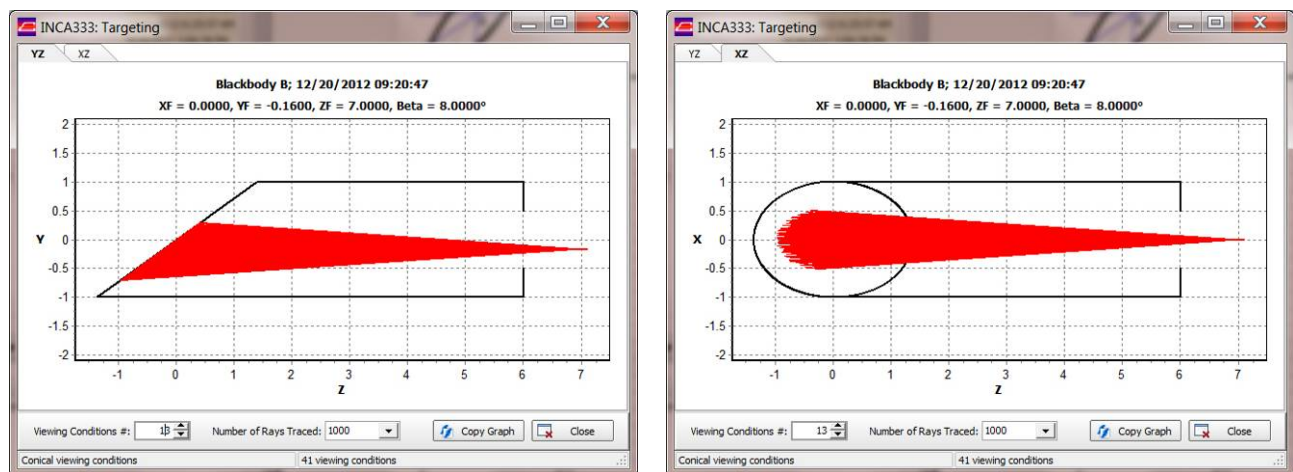 INCA333: Targeting
YZ XZ
Blackbody B; 12/20/2012 09:20:47
XF = 0.0000, YF = -0.1600, ZF = 7.0000, Beta = 8.0000º
2
1.5
1
0.5
Y 0
-0.5
-1
-1.5
-2
-1 0 1 2 3 4 5 6 7
Z
Viewing Conditions #: 13 Number of Rays Traced: 1000 Copy Graph Close
Conical viewing conditions 41 viewing conditions
INCA333: Targeting
YZ XZ
Blackbody B; 12/20/2012 09:20:47
XF = 0.0000, YF = -0.1600, ZF = 7.0000, Beta = 8.0000º
2
1.5
1
0.5
X 0
-0.5
-1
-1.5
-2
-1 0 1 2 3 4 5 6 7
Z
Viewing Conditions #: 13 Number of Rays Traced: 1000 Copy Graph Close
Conical viewing conditions 41 viewing conditions